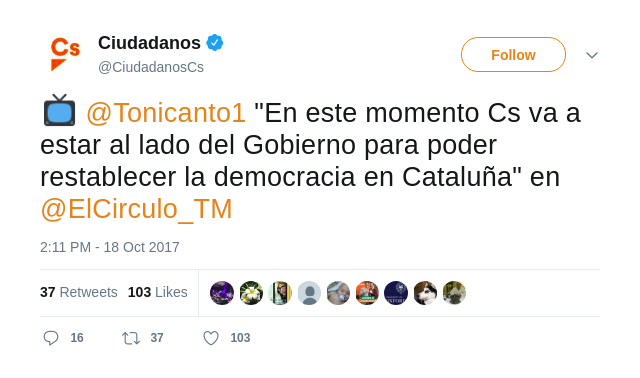 Cs
Ciudadanos
@CiudadanosCs
Follow
@Tonicanto1 "En este momento Cs va a
estar al lado del Gobierno para poder
restablecer la democracia en Cataluña" en
@ElCirculo_TM
2:11 PM - 18 Oct 2017
37 Retweets 103 Likes
16 37 103